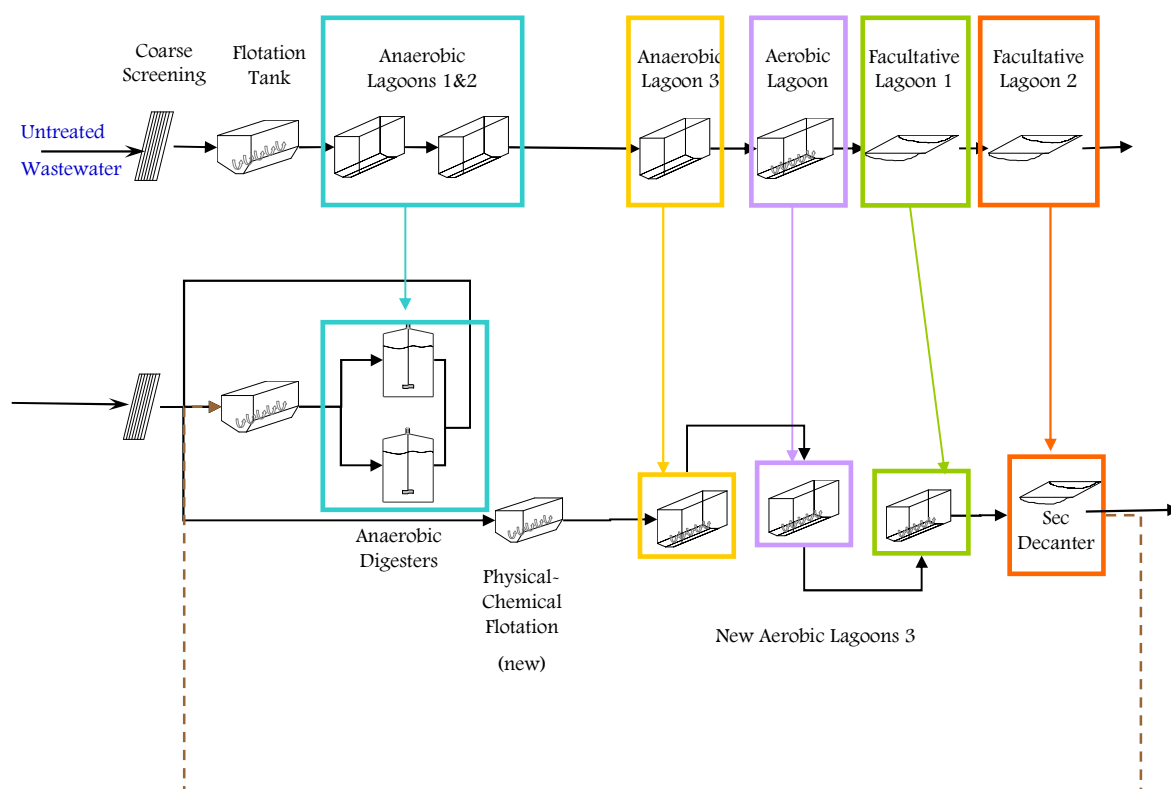 Coarse
Screening
Flotation
Tank
Anaerobic
Lagoons 1&2
Anaerobic
Lagoon 3
Aerobic
Lagoon
Facultative
Lagoon 1
Facultative
Lagoon 2
Untreated
Wastewater
Anaerobic
Digesters
Physical-
Chemical
Flotation
(new)
Sec
Decanter
New Aerobic Lagoons 3